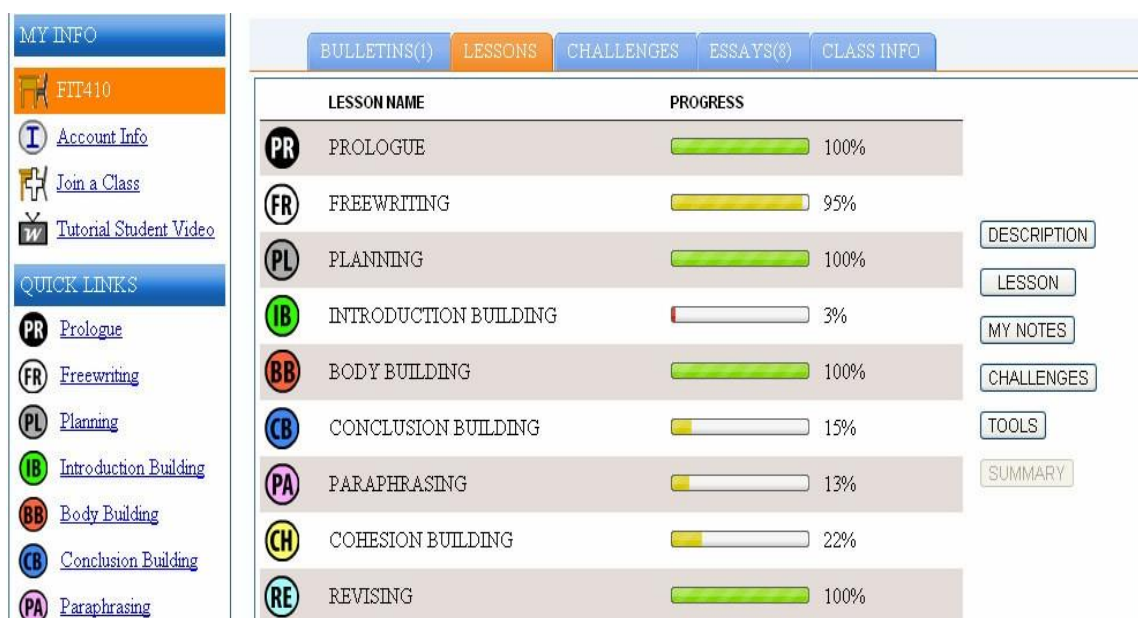 MY INFO
FIT410
I Account Info
Join a Class
W Tutorial Student Video
QUICK LINKS
PR Prologue
FR Freewriting
PL Planning
IB Introduction Building
BB Body Building
CB Conclusion Building
PA Paraphrasing
BULLETINS(1) LESSONS CHALLENGES ESSAYS(8) CLASS INFO
LESSON NAME PROGRESS
PR PROLOGUE 100%
FR FREEWRITING 95%
PL PLANNING 100%
IB INTRODUCTION BUILDING 3%
BB BODY BUILDING 100%
CB CONCLUSION BUILDING 15%
PA PARAPHRASING 13%
CH COHESION BUILDING 22%
RE REVISING 100%
DESCRIPTION
LESSON
MY NOTES
CHALLENGES
TOOLS
SUMMARY